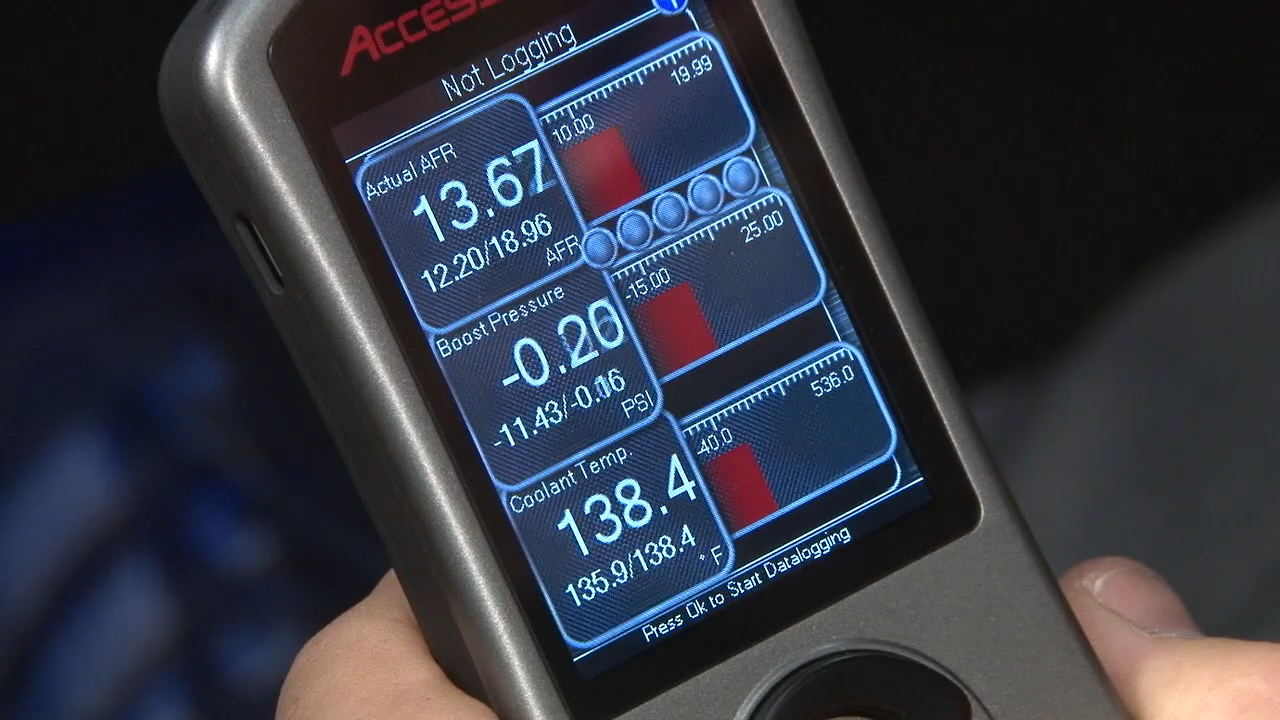 ACCESS
Not Logging
Actual AFR
13.67
12.20/18.96
AFR
10.00
19.99
Boost Pressure
-11.43/-0.16
PSI
-15.00
25.00
Coolant Temp.
138.4
135.9/138.4
° F
-40.0
536.0
Press Ok to Start Datalogging